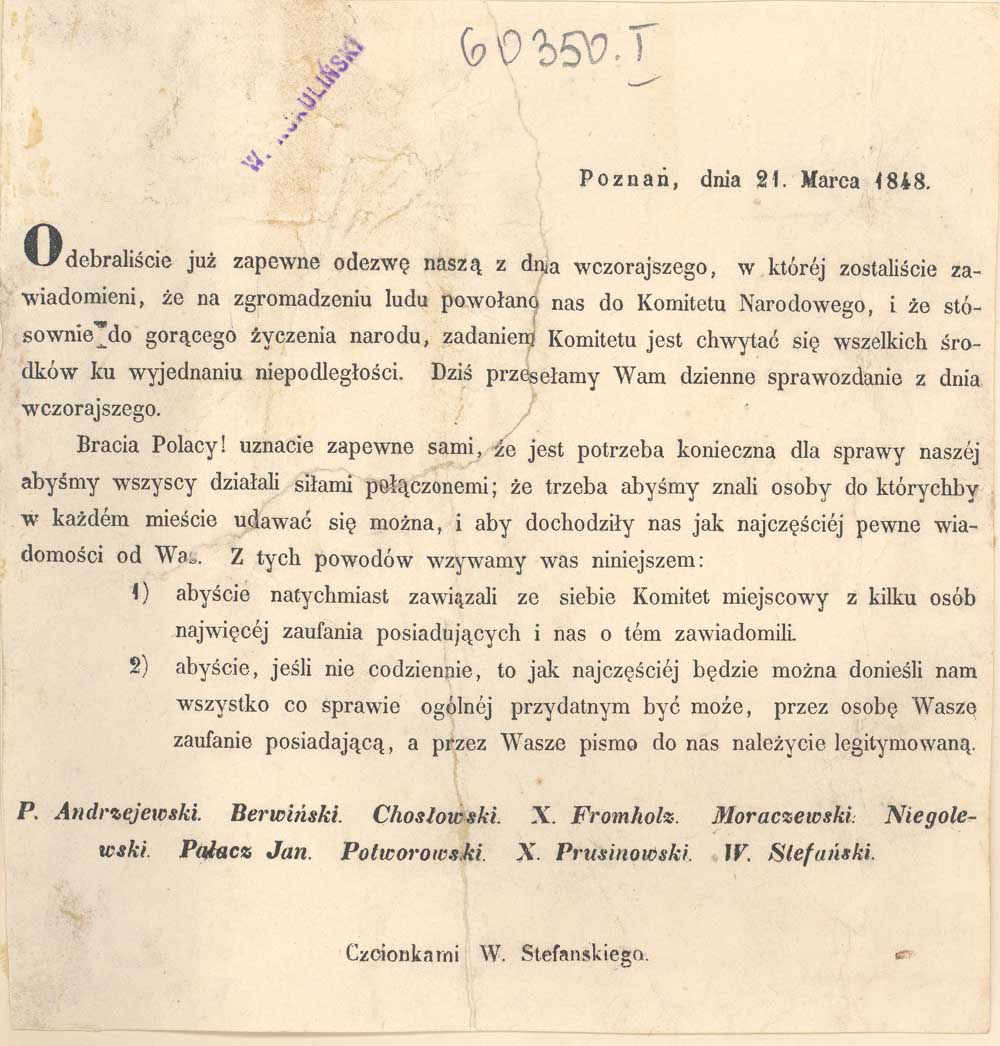 60350.I
W.
Poznań, dnia 21. Marca 1848.
Odebraliście już zapewne odezwę naszą z dnia wczorajszego, w któréj zostaliście za-
wiadomieni, że na zgromadzeniu ludu powołano nas do Komitetu Narodowego, i że stó-
sownie do gorącego życzenia narodu, zadaniem Komitetu jest chwytać się wszelkich śro-
dków ku wyjednaniu niepodległości. Dziś przesełamy Wam dzienne sprawozdanie z dnia
wczorajszego.
Bracia Polacy! uznacie zapewne sami, że jest potrzeba konieczna dla sprawy naszéj
abyśmy wszyscy działali siłami połączonemi; że trzeba abyśmy znali osoby do którychby
w każdém mieście udawać się można, i aby dochodziły nas jak najczęściéj pewne wia-
domości od Was. Z tych powodów wzywamy was niniejszem:
1) abyście natychmiast zawiązali ze siebie Komitet miejscowy z kilku osób
najwięcéj zaufania posiadujących i nas o tém zawiadomili.
2) abyście, jeśli nie codziennie, to jak najczęściéj będzie można donieśli nam
wszystko co sprawie ogólnéj przydatnym być może, przez osobę Wasze
zaufanie posiadającą, a przez Wasze pismo do nas należycie legitymowaną.
P. Andrzejewski. Berwiński. Chosłowski. X. Fromholz. Moraczewski. Niegole-
wski. Pałacz Jan. Potworowski. X. Prusinowski. W. Stefański.
Czcionkami W. Stefanskiego.